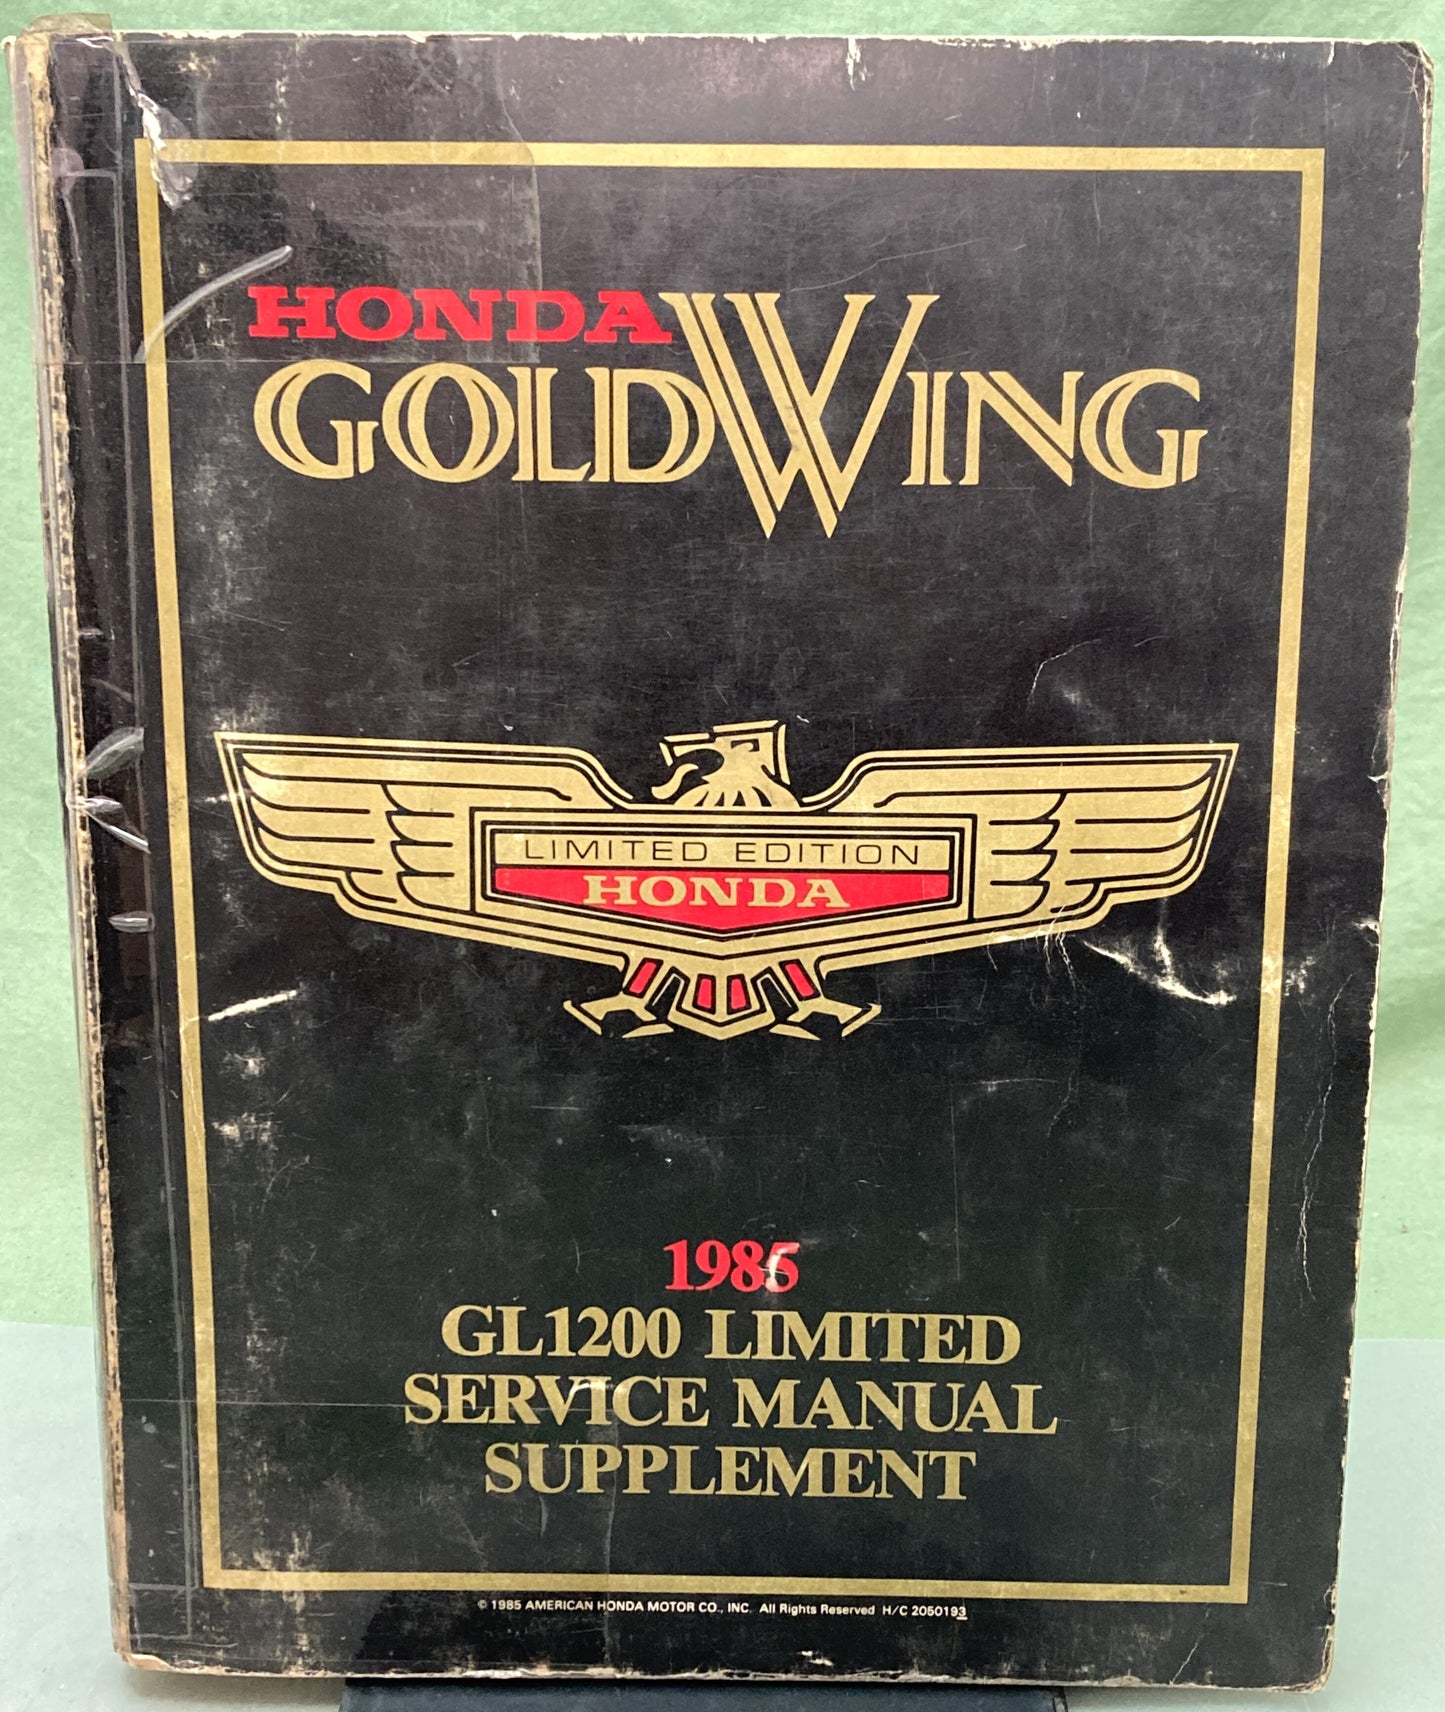 HONDA
GOLDWING
LIMITED EDITION
HONDA
1985
GL1200 LIMITED
SERVICE MANUAL
SUPPLEMENT
© 1985 AMERICAN HONDA MOTOR CO., INC. All Rights Reserved H/C 2050193